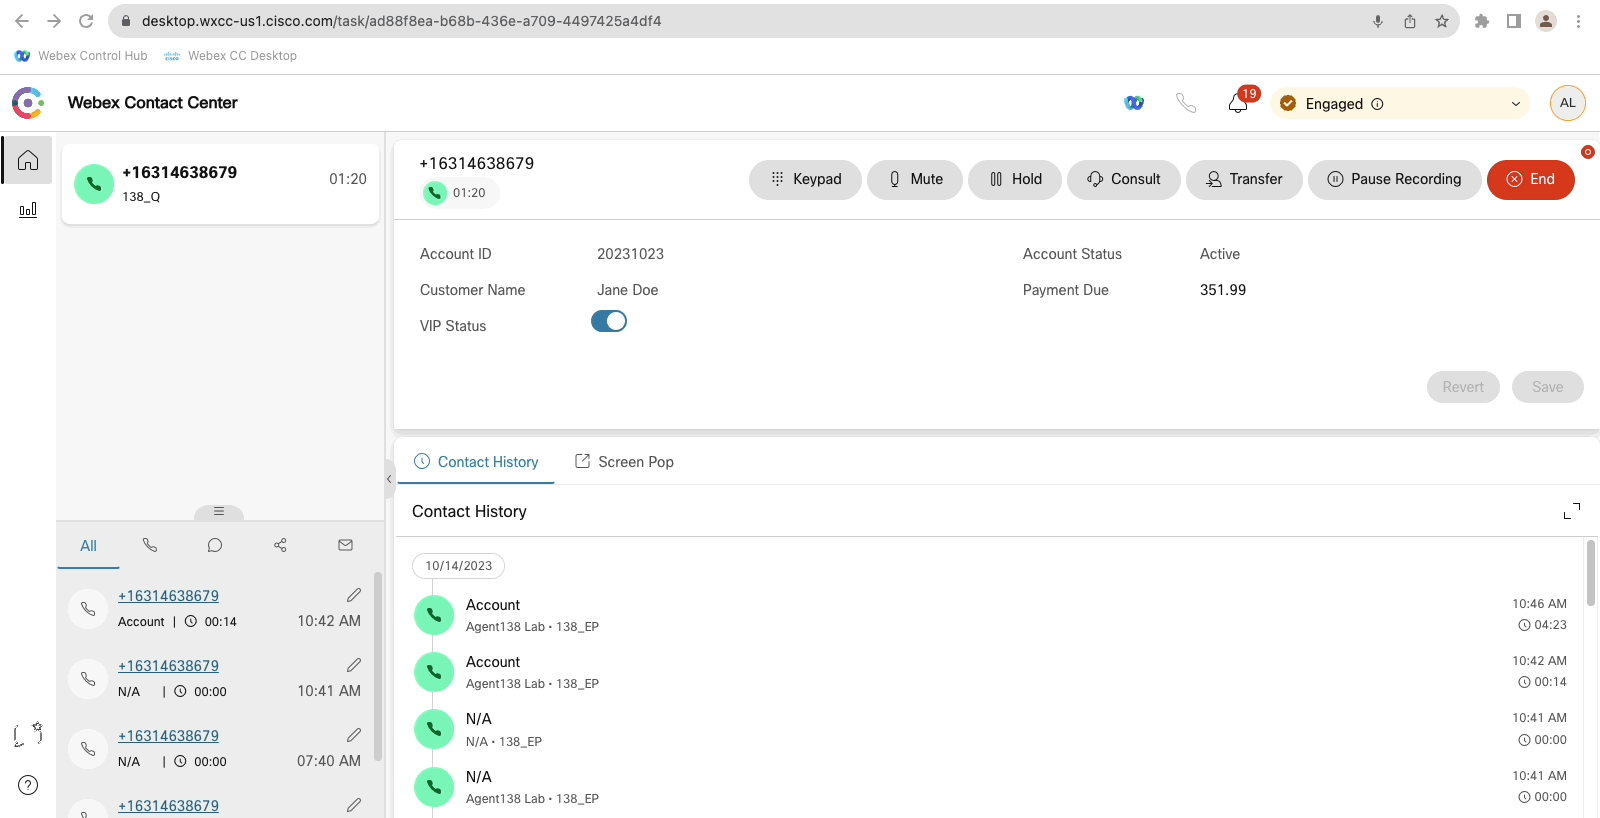 desktop.wxcc-us1.cisco.com/task/ad88f8ea-b68b-436e-a709-4497425a4df4
Webex Control Hub
Webex CC Desktop
Webex Contact Center
19
Engaged
AL
+16314638679
138_Q
01:20
+16314638679
01:20
Keypad
Mute
Hold
Consult
Transfer
Pause Recording
End
Account ID
20231023
Account Status
Active
Customer Name
Jane Doe
Payment Due
351.99
VIP Status
Revert
Save
Contact History
Screen Pop
Contact History
10/14/2023
Account
10:46 AM
Agent138 Lab • 138_EP
04:23
Account
10:42 AM
Agent138 Lab • 138_EP
00:14
N/A
10:41 AM
N/A • 138_EP
00:00
N/A
10:41 AM
Agent138 Lab • 138_EP
00:00
All
+16314638679
Account | 00:14
10:42 AM
+16314638679
N/A | 00:00
10:41 AM
+16314638679
N/A | 00:00
07:40 AM
+16314638679